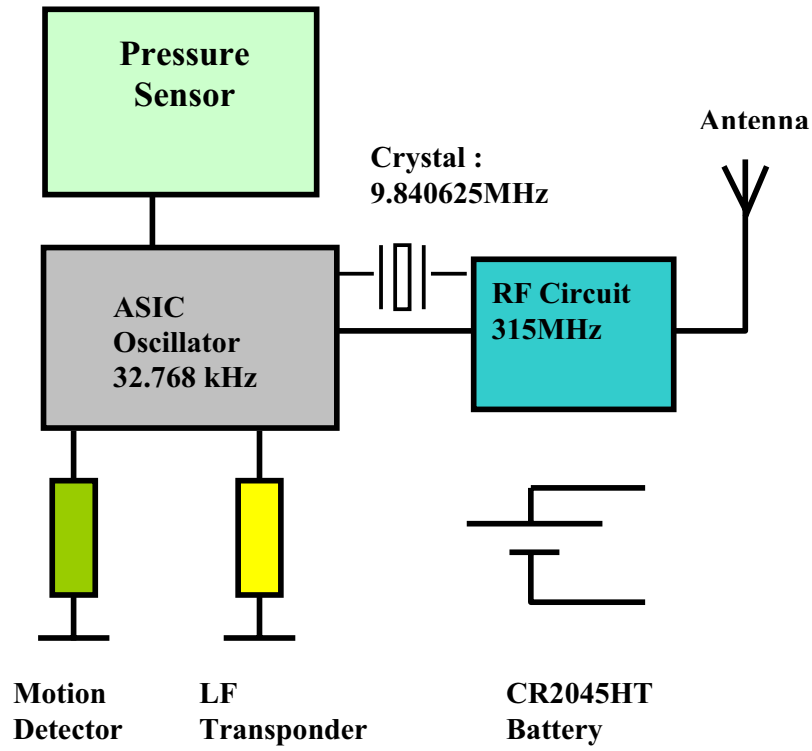 Pressure
Sensor
Antenna
Crystal :
9.840625MHz
ASIC
Oscillator
32.768 kHz
RF Circuit
315MHz
Motion
Detector
LF
Transponder
CR2045HT
Battery